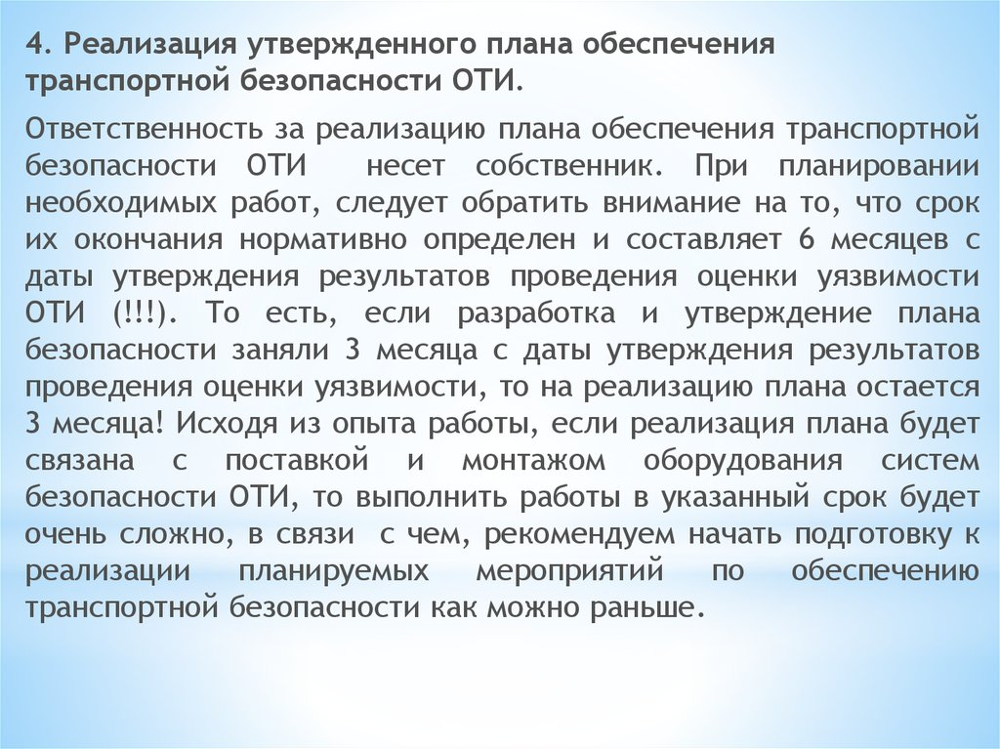 4. Реализация утвержденного плана обеспечения
транспортной безопасности ОТИ.
Ответственность за реализацию плана обеспечения транспортной
безопасности ОТИ несет собственник. При планировании
необходимых работ, следует обратить внимание на то, что срок
их окончания нормативно определен и составляет 6 месяцев с
даты утверждения результатов проведения оценки уязвимости
ОТИ (!!!). То есть, если разработка и утверждение плана
безопасности заняли 3 месяца с даты утверждения результатов
проведения оценки уязвимости, то на реализацию плана остается
3 месяца! Исходя из опыта работы, если реализация плана будет
связана с поставкой и монтажом оборудования систем
безопасности ОТИ, то выполнить работы в указанный срок будет
очень сложно, в связи с чем, рекомендуем начать подготовку к
реализации планируемых мероприятий по обеспечению
транспортной безопасности как можно раньше.